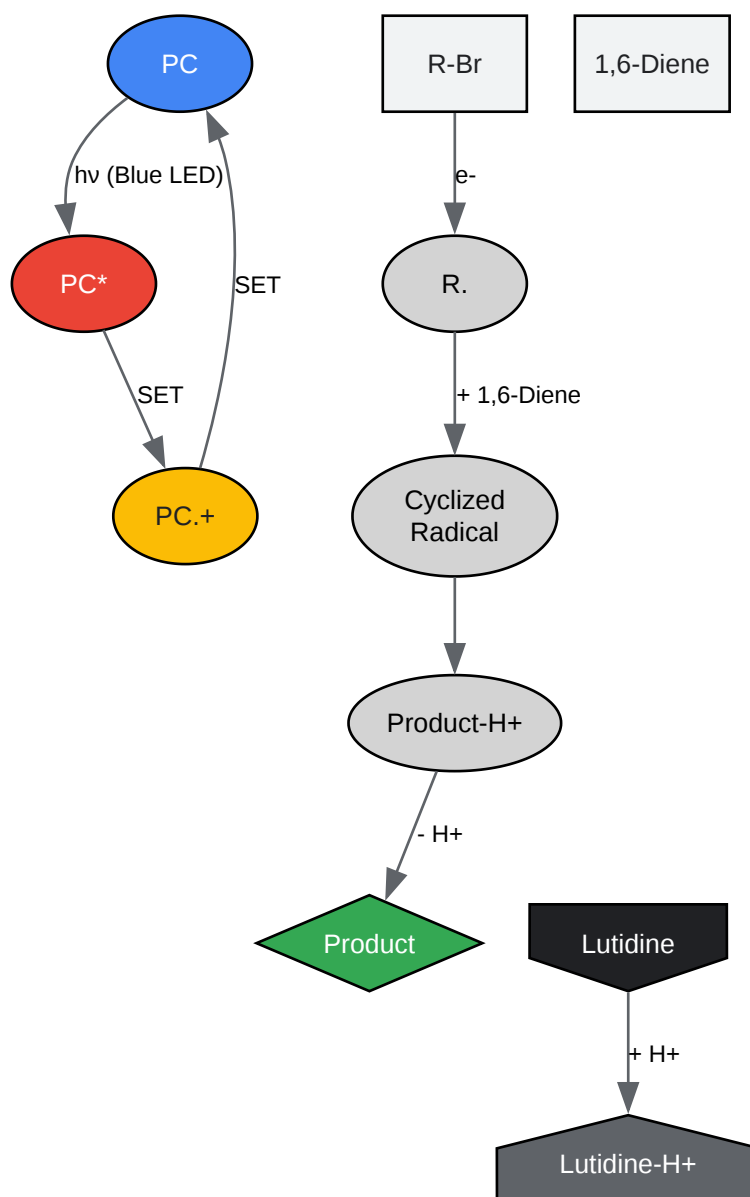 PC
R-Br
1,6-Diene
hν (Blue LED)
e-
PC*
SET
R.
SET
+ 1,6-Diene
PC.+
Cyclized
Radical
Product-H+
- H+
Product
Lutidine
+ H+
Lutidine-H+